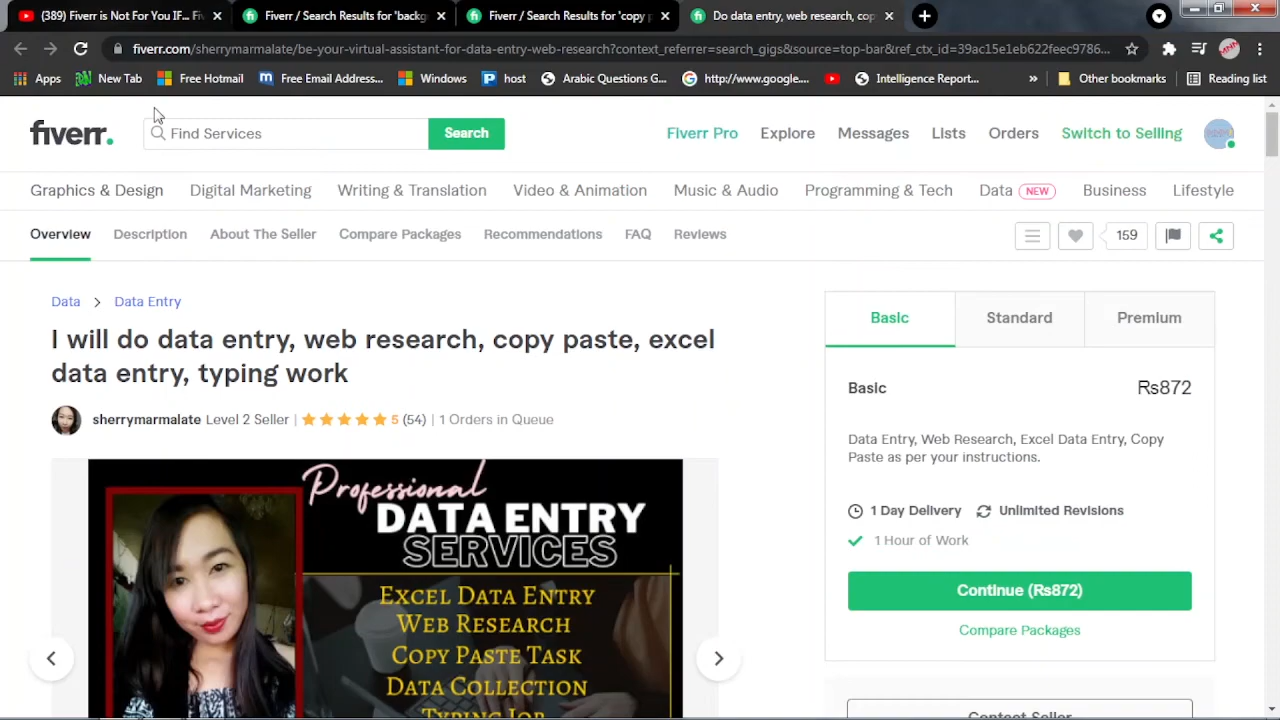 (389) Fiverr is Not For You IF...
Fiverr / Search Results for 'backg
Fiverr / Search Results for 'copy p
Data entry, web research, co
fiverr.com/sherrymarmalate/be-your-virtual-assistant-for-data-entry-web-research?context_referrer=search_gigs&source=top-bar&ref_ctx_id=39ac15e1eb622feec9786...
MNN
Apps
New Tab
Free Hotmail
Free Email Address...
Windows
host
Arabic Questions G...
http://www.google....
Intelligence Report...
»
Other bookmarks
Reading list
fiverr.
Find Services
Search
Fiverr Pro
Explore
Messages
Lists
Orders
Switch to Selling
Graphics & Design
Digital Marketing
Writing & Translation
Video & Animation
Music & Audio
Programming & Tech
Data NEW
Business
Lifestyle
Overview
Description
About The Seller
Compare Packages
Recommendations
FAQ
Reviews
159
Data > Data Entry
I will do data entry, web research, copy paste, excel
data entry, typing work
sherrymarmalate Level 2 Seller | 5 (54) | 1 Orders in Queue
Professional
DATA ENTRY
SERVICES
EXCEL DATA ENTRY
WEB RESEARCH
COPY PASTE TASK
DATA COLLECTION
TYPING JOB
Basic
Standard
Premium
Basic
Rs872
Data Entry, Web Research, Excel Data Entry, Copy
Paste as per your instructions.
1 Day Delivery
Unlimited Revisions
1 Hour of Work
Continue (Rs872)
Compare Packages
Contact Seller